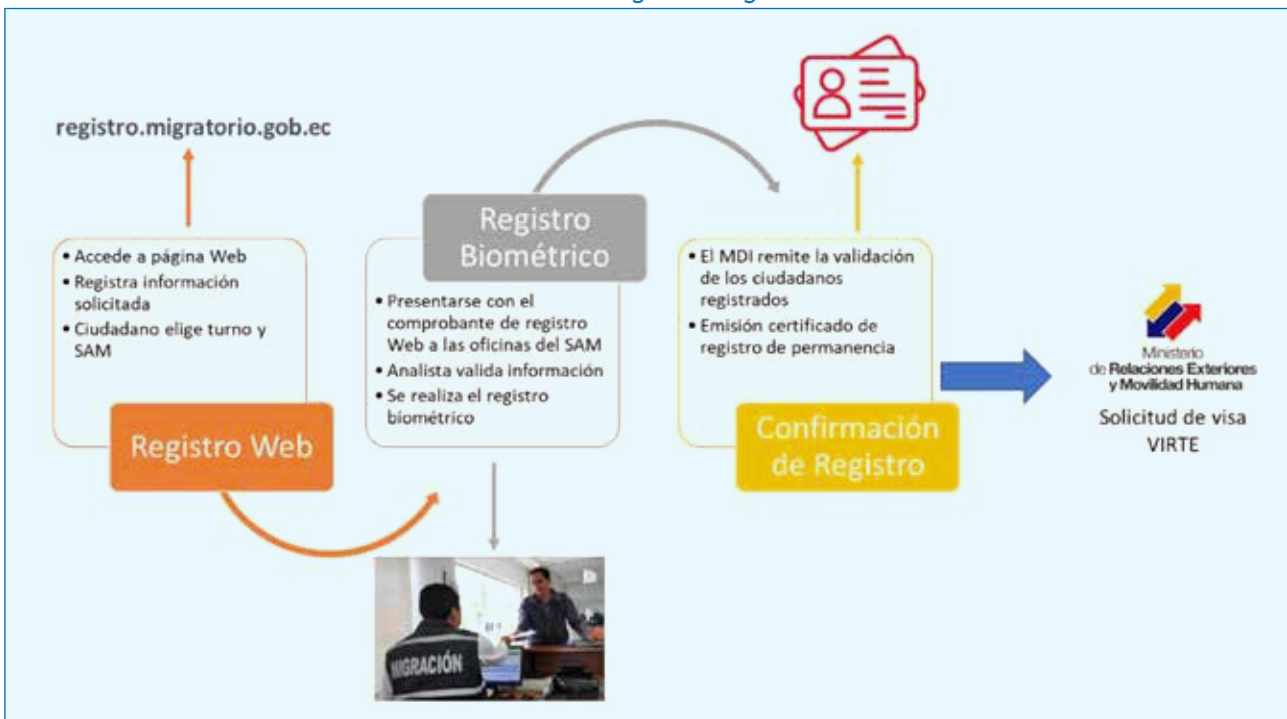 registro.migratorio.gob.ec
• Accede a página Web
• Registra información
solicitada
• Ciudadano elige turno y
SAM
Registro Web
Registro
Biométrico
• Presentarse con el
comprobante de registro
Web a las oficinas del SAM
• Analista valida información
• Se realiza el registro
biométrico
MIGRACIÓN
• El MDI remite la validación
de los ciudadanos
registrados
• Emisión certificado de
registro de permanencia
Confirmación
de Registro
Ministerio
de Relaciones Exteriores
y Movilidad Humana
Solicitud de visa
VIRTE